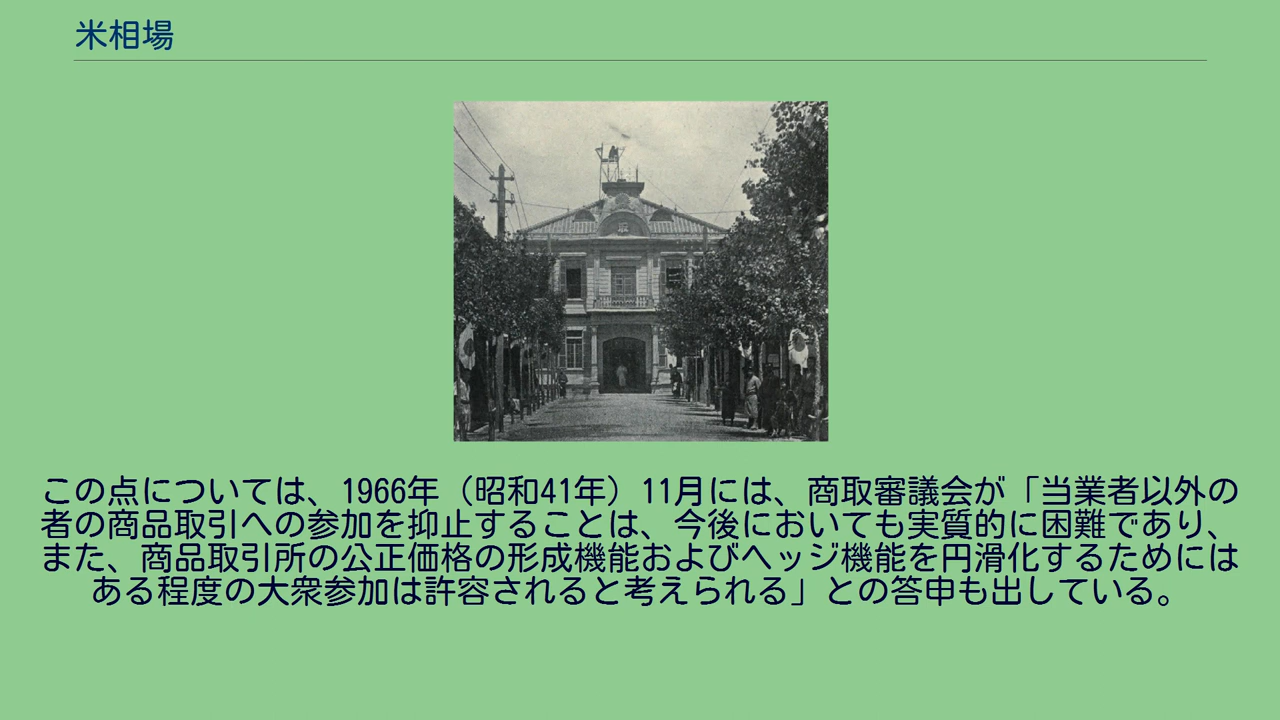 米相場
取
この点については、1966年（昭和41年）11月には、商取審議会が「当業者以外の
者の商品取引への参加を抑止することは、今後においても実質的に困難であり、
また、商品取引所の公正価格の形成機能およびヘッジ機能を円滑化するためには
ある程度の大衆参加は許容されると考えられる」との答申も出している。